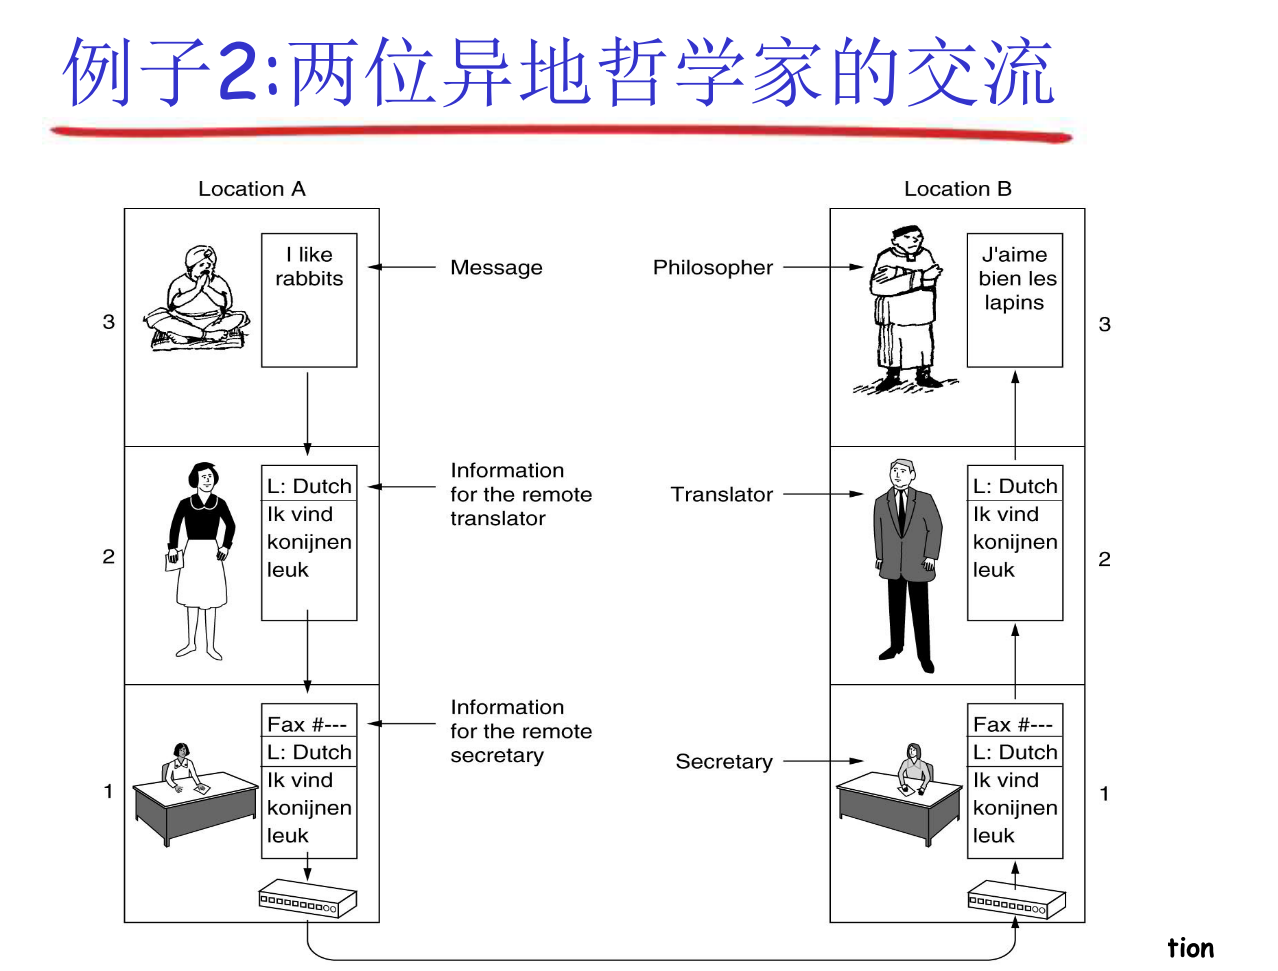 例子2:两位异地哲学家的交流
Location A
Location B
I like
rabbits
Message
Philosopher
J'aime
bien les
lapins
3
3
L: Dutch
Ik vind
konijnen
leuk
Information
for the remote
translator
Translator
L: Dutch
Ik vind
konijnen
leuk
2
2
Fax #---
L: Dutch
Ik vind
konijnen
leuk
Information
for the remote
secretary
Secretary
Fax #---
L: Dutch
Ik vind
konijnen
leuk
1
1
tion